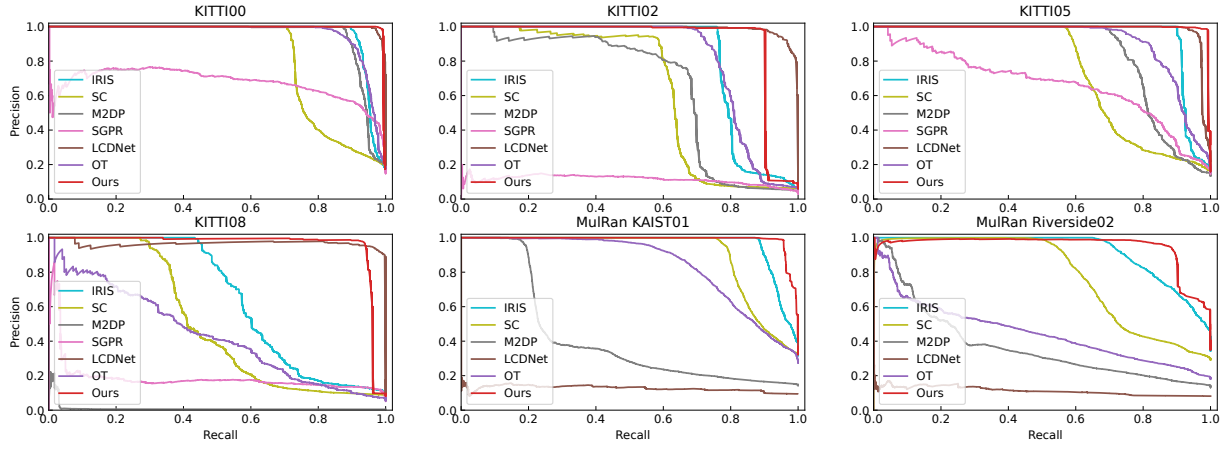 KITTI00
Precision
1.0
0.8
0.6
0.4
0.2
0.0
IRIS
SC
M2DP
SGPR
LCDNet
OT
Ours
0.0 0.2 0.4 0.6 0.8 1.0
KITTI02
1.0
0.8
0.6
0.4
0.2
0.0
IRIS
SC
M2DP
SGPR
LCDNet
OT
Ours
0.0 0.2 0.4 0.6 0.8 1.0
KITTI05
1.0
0.8
0.6
0.4
0.2
0.0
IRIS
SC
M2DP
SGPR
LCDNet
OT
Ours
0.0 0.2 0.4 0.6 0.8 1.0
KITTI08
Precision
1.0
0.8
0.6
0.4
0.2
0.0
IRIS
SC
M2DP
SGPR
LCDNet
OT
Ours
0.0 0.2 0.4 0.6 0.8 1.0
Recall
MulRan KAIST01
1.0
0.8
0.6
0.4
0.2
0.0
IRIS
SC
M2DP
LCDNet
OT
Ours
0.0 0.2 0.4 0.6 0.8 1.0
Recall
MulRan Riverside02
1.0
0.8
0.6
0.4
0.2
0.0
IRIS
SC
M2DP
LCDNet
OT
Ours
0.0 0.2 0.4 0.6 0.8 1.0
Recall